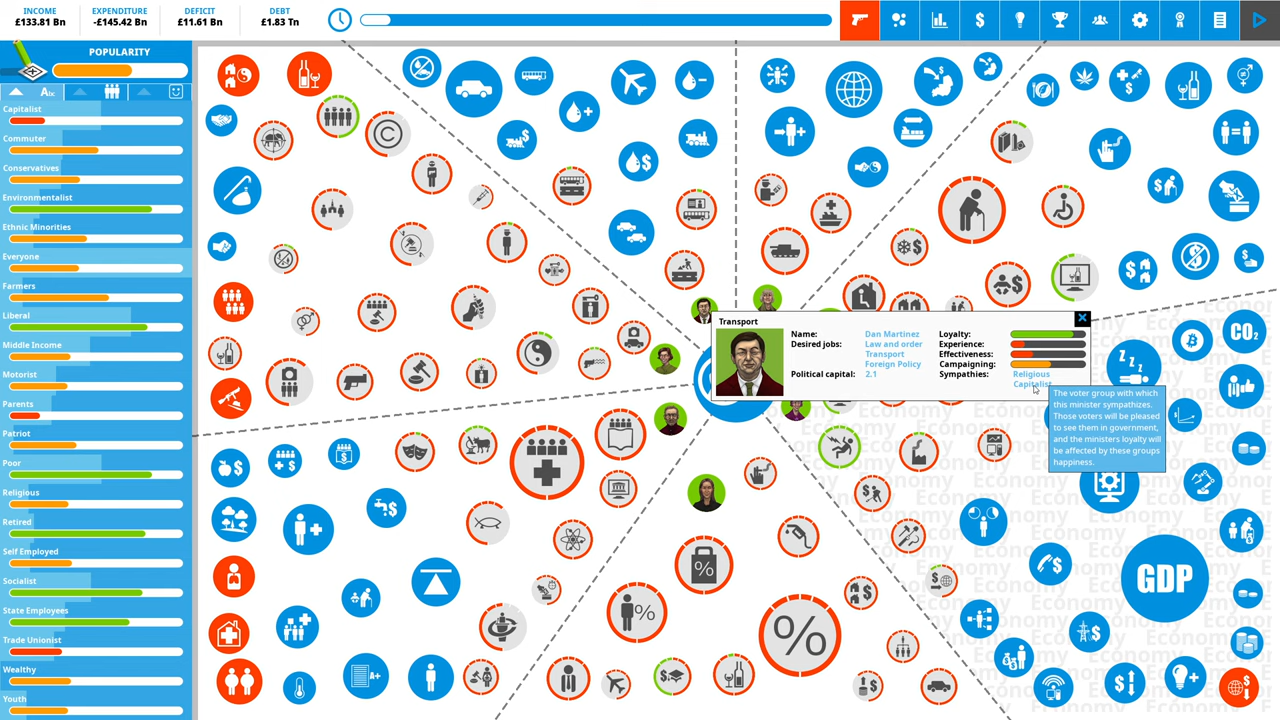 INCOME
£133.81 Bn
EXPENDITURE
-£145.42 Bn
DEFICIT
£11.61 Bn
DEBT
£1.83 Tn
POPULARITY
Abc
Capitalist
Commuter
Conservatives
Environmentalist
Ethnic Minorities
Everyone
Farmers
Liberal
Middle Income
Motorist
Parents
Patriot
Poor
Religious
Retired
Self Employed
Socialist
State Employees
Trade Unionist
Wealthy
Youth
Transport
Name: Dan Martinez
Desired jobs: Law and order
Transport
Foreign Policy
Political capital: 2.1
Loyalty:
Experience:
Effectiveness:
Campaigning:
Sympathies: Religious
Capitalist
The voter group with which
this minister sympathizes.
Those voters will be pleased
to see them in government,
and the ministers loyalty will
be affected by these groups
happiness.
CO2
Z z z
GDP
A+
%
%
%
Economy Economy Economy